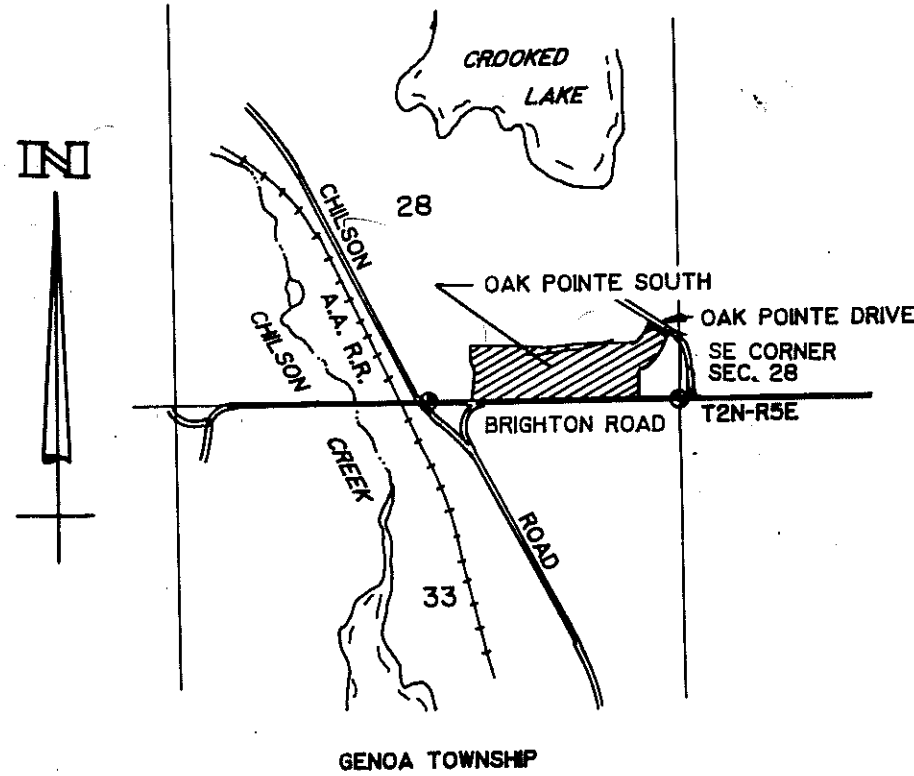 CROOKED
LAKE
N
CHILSON
28
OAK POINTE SOUTH
A.A. R.R.
OAK POINTE DRIVE
SE CORNER
SEC. 28
CHILSON
T2N-R5E
BRIGHTON ROAD
CREEK
ROAD
33
GENOA TOWNSHIP